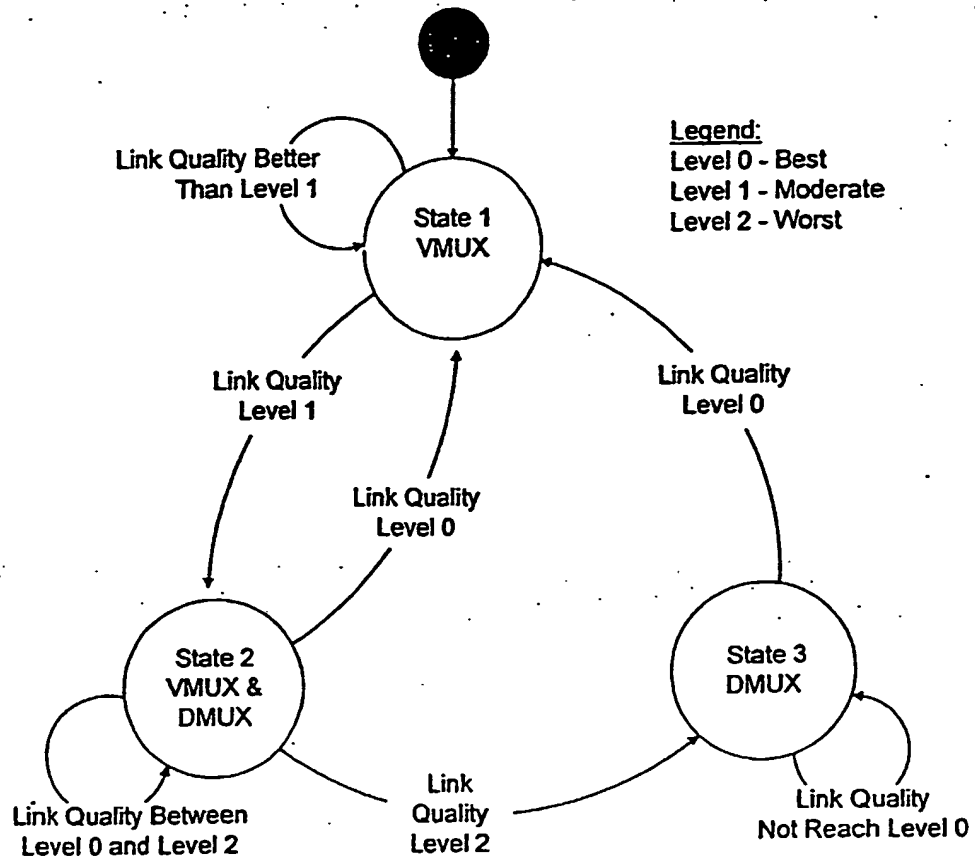 Link Quality Better
Than Level 1
Legend:
Level 0 - Best
Level 1 - Moderate
Level 2 - Worst
State 1
VMUX
Link Quality
Level 1
Link Quality
Level 0
Link Quality
Level 0
State 2
VMUX &
DMUX
State 3
DMUX
Link Quality Between
Level 0 and Level 2
Link
Quality
Level 2
Link Quality
Not Reach Level 0